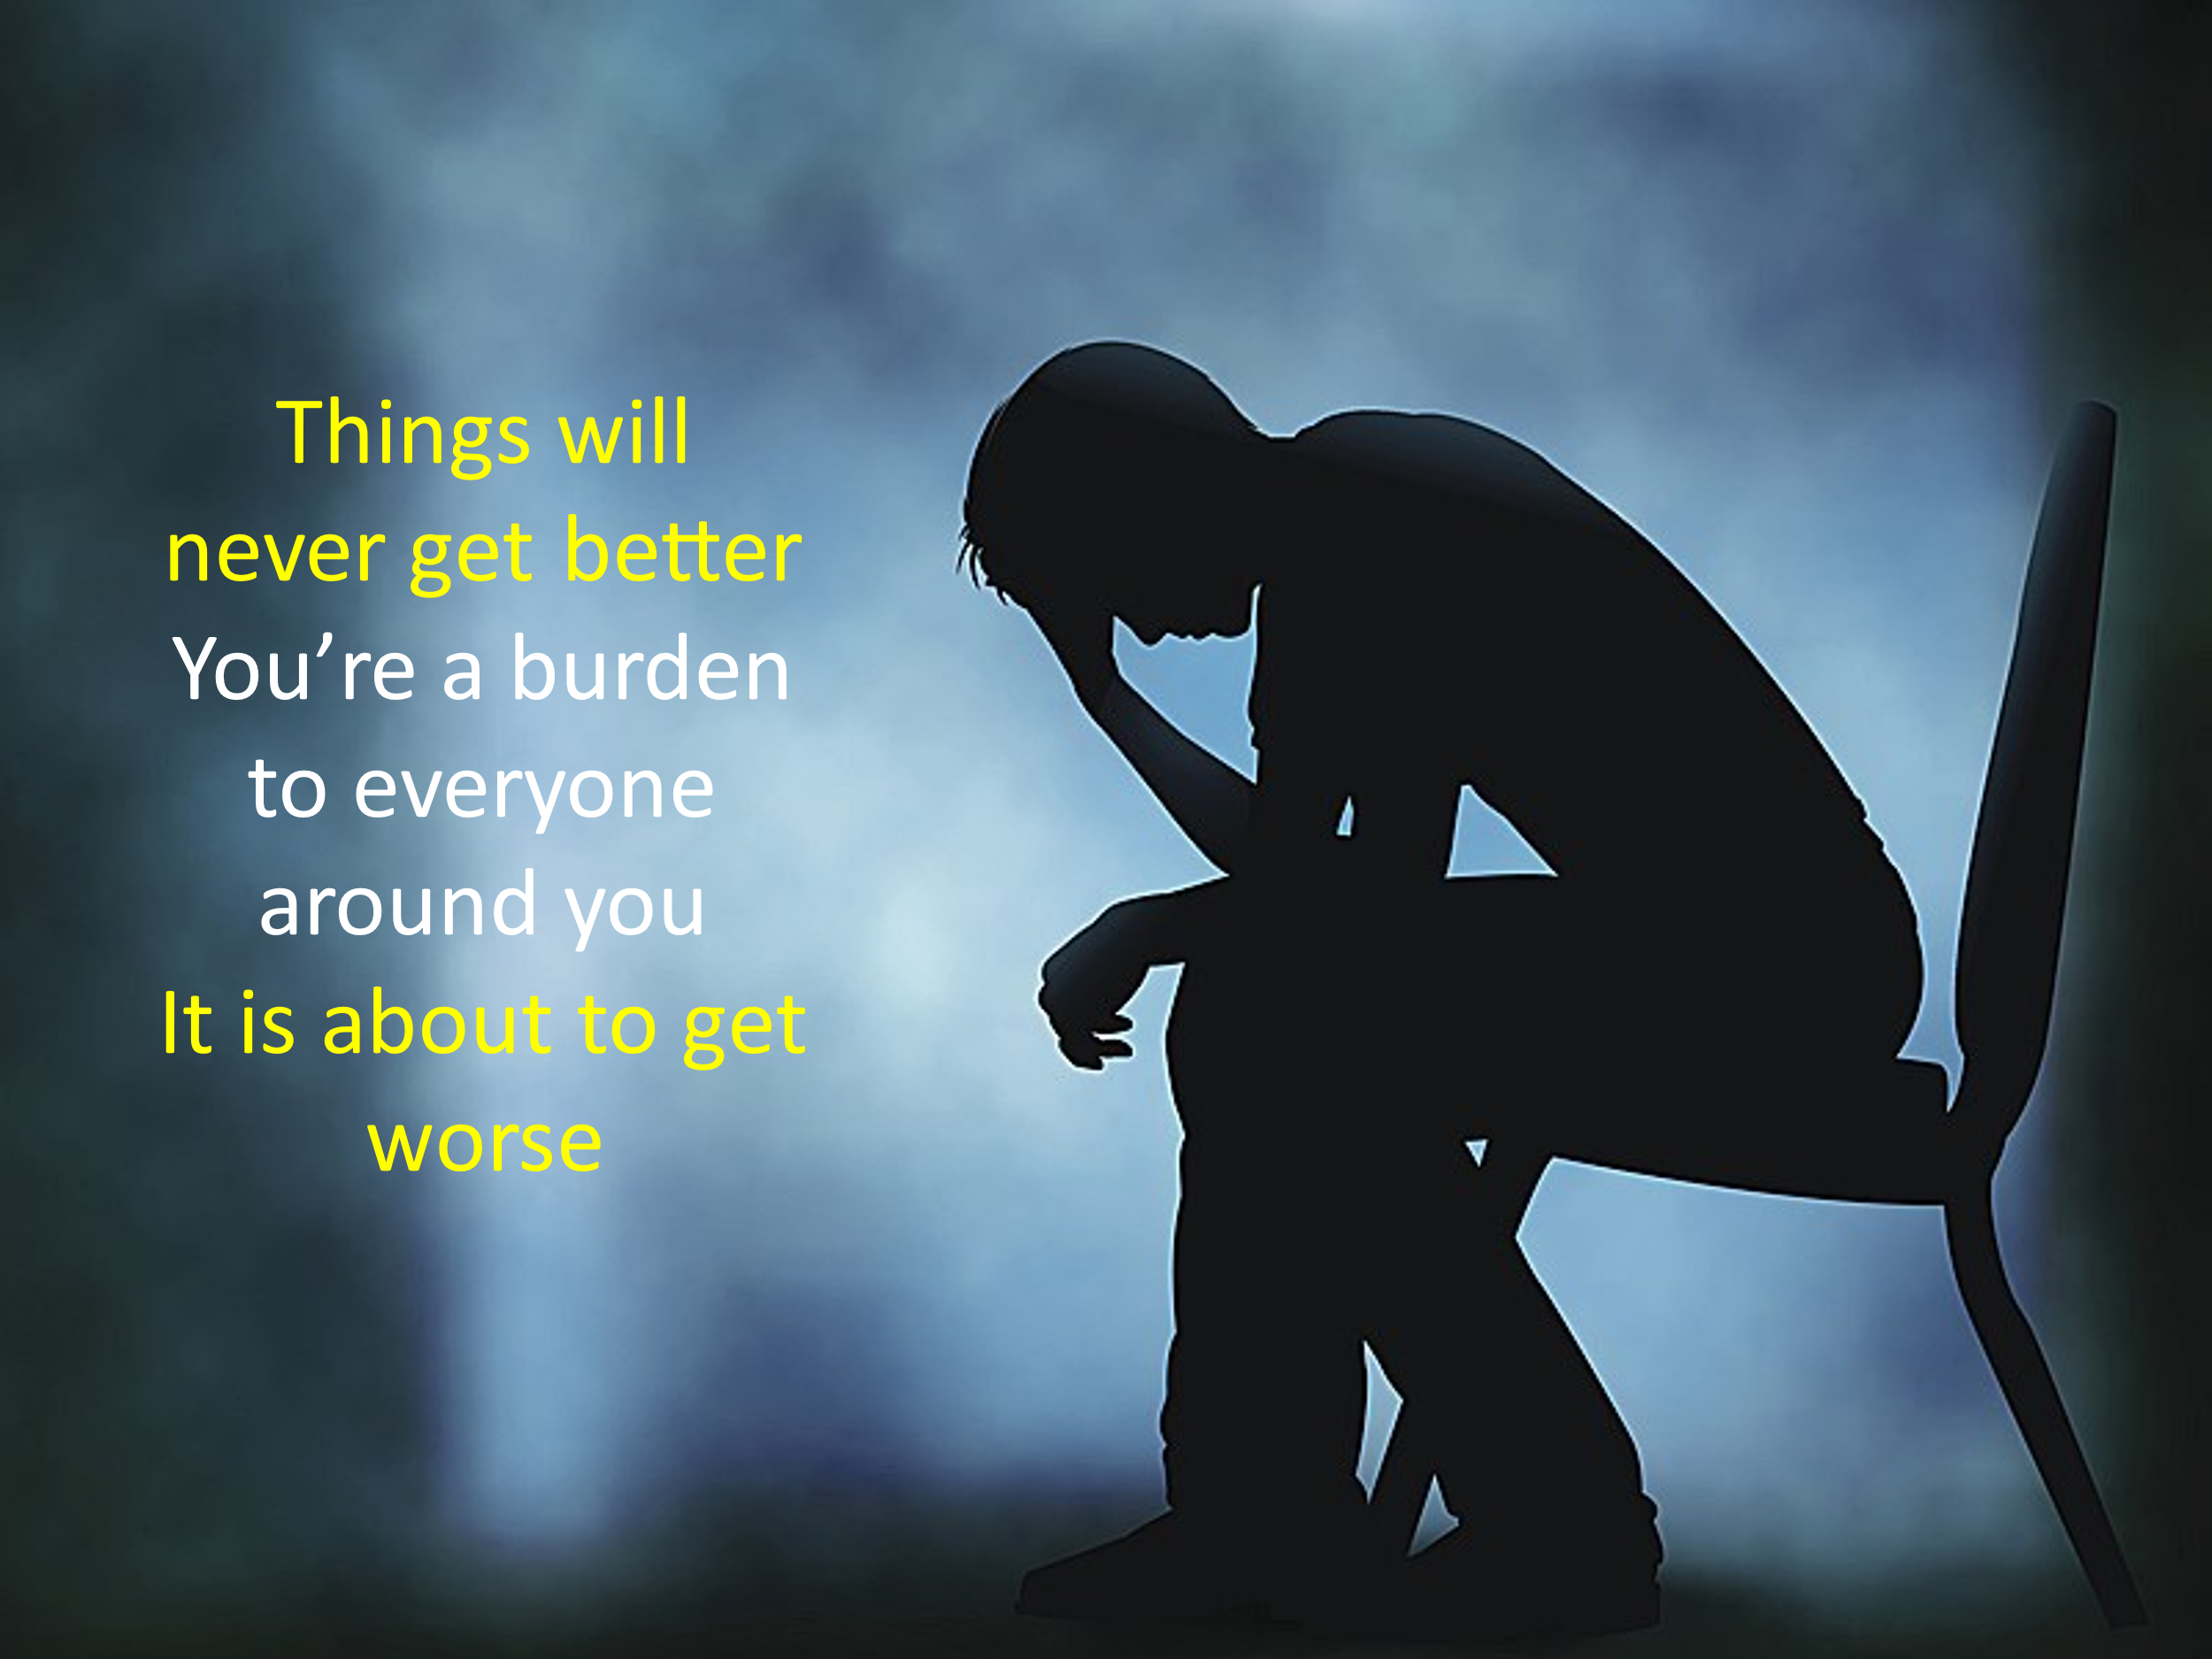 Things will
never get better
You’re a burden
to everyone
around you
It is about to get
worse